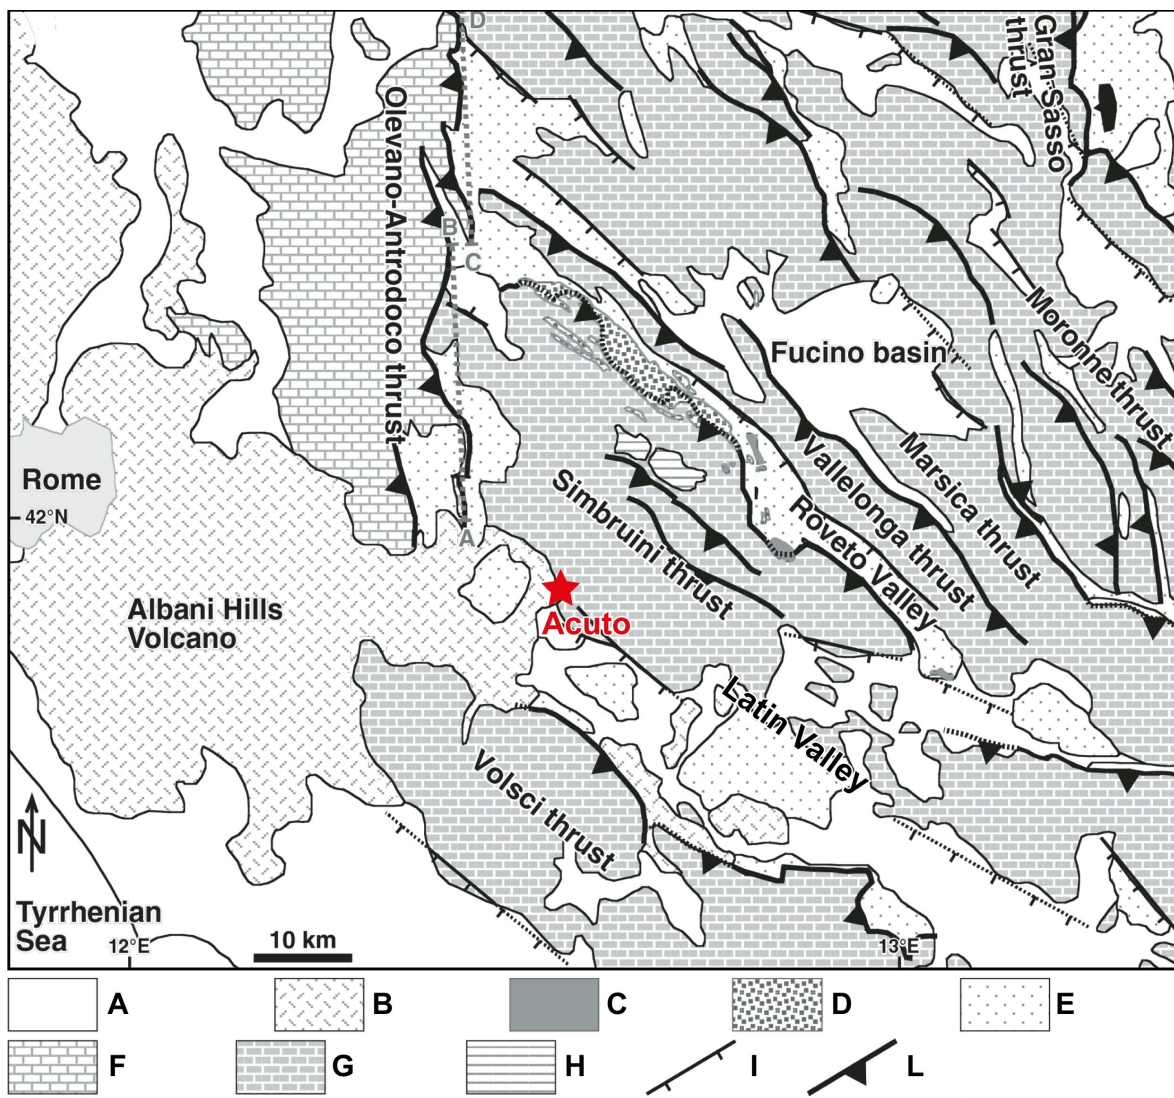 D
Gran Sasso
thrust
Olevano-Antrodoco thrust
B
C
Moronne thrust
Fucino basin
Rome
42°N
Vallelonga thrust
Marsica thrust
Simbruini thrust
Roveto Valley
A
Acuto
Albani Hills
Volcano
Latin Valley
Volsci thrust
N
Tyrrhenian
Sea
12°E
10 km
13°E
A
B
C
D
E
F
G
H
I
L